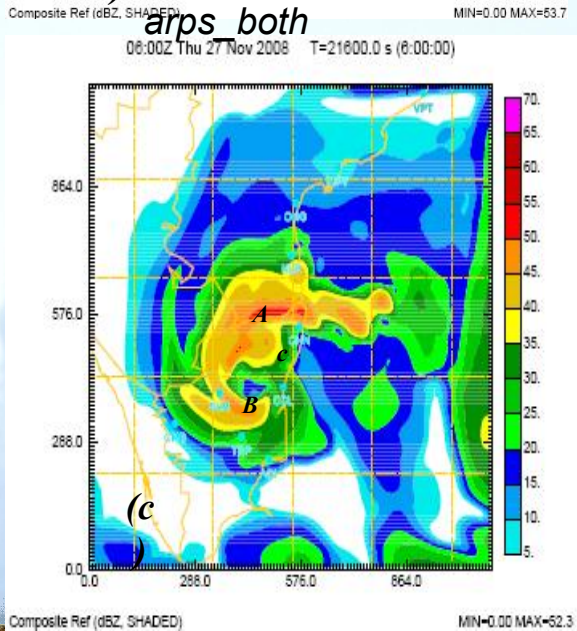 Composite Ref (dBZ, SHADED) MIN=0.00 MAX=53.7
arps_both
06:00Z Thu 27 Nov 2008 T=21600.0 s (6:00:00)
VPT
70.
65.
60.
55.
50.
45.
40.
35.
30.
25.
20.
15.
10.
5.
864.0
576.0
288.0
0.0
A
c
B
(c
)
0.0 288.0 576.0 864.0
Composite Ref (dBZ, SHADED) MIN=0.00 MAX=52.3